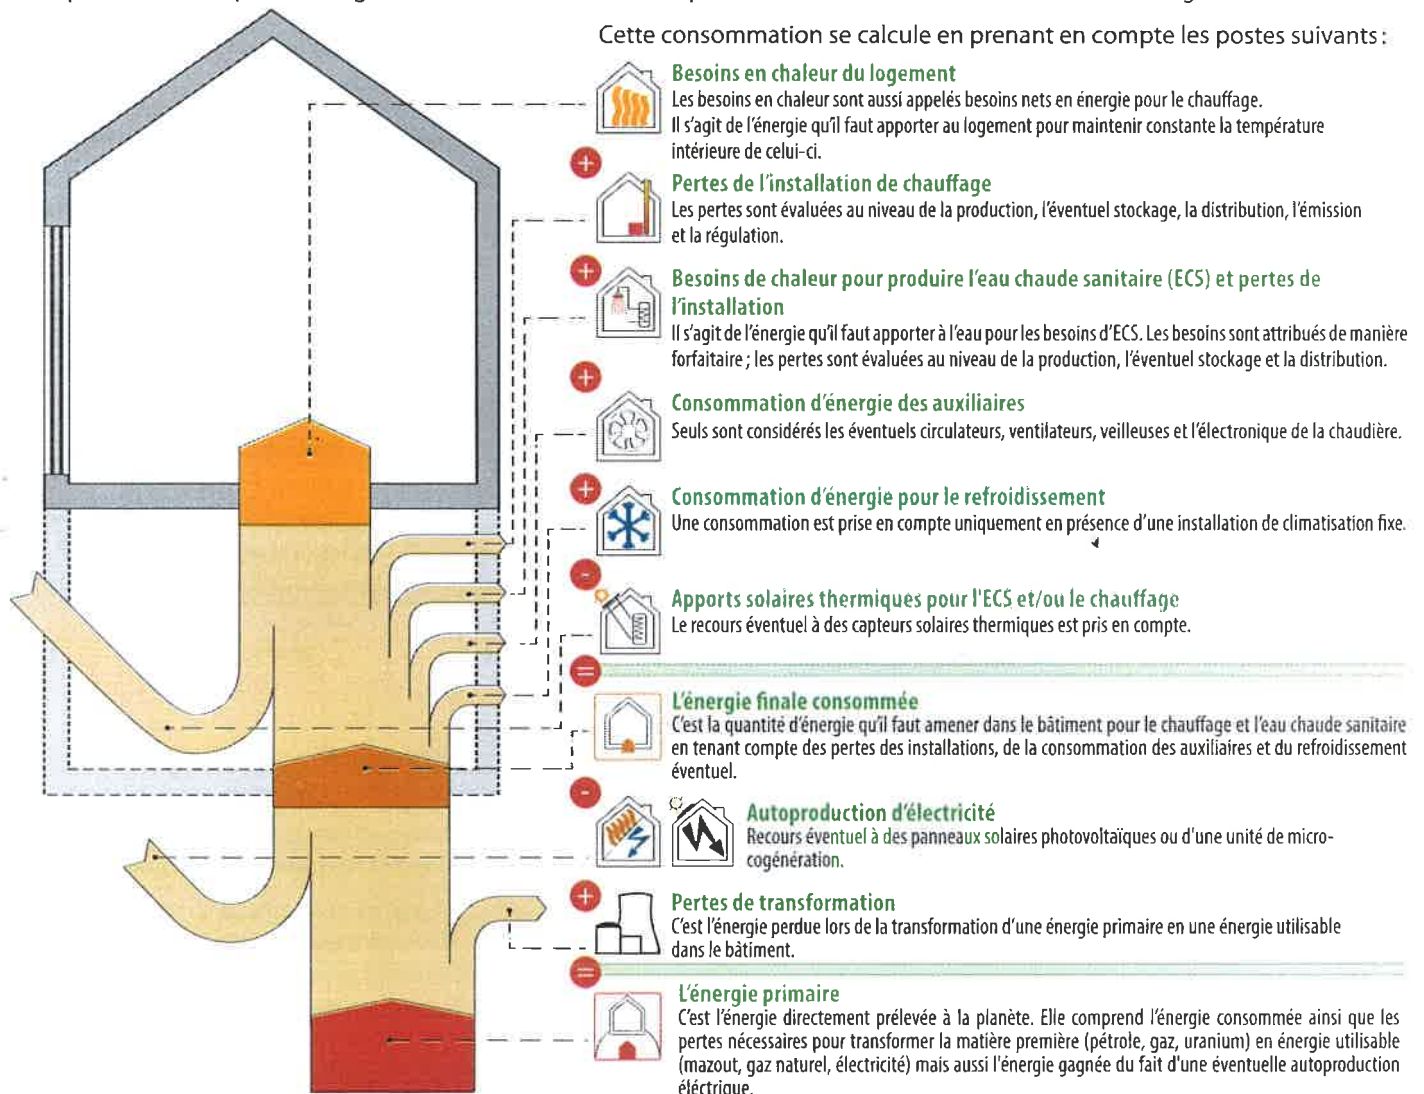 Cette consommation se calcule en prenant en compte les postes suivants :
Besoins en chaleur du logement
Les besoins en chaleur sont aussi appelés besoins nets en énergie pour le chauffage.
Il s'agit de l'énergie qu'il faut apporter au logement pour maintenir constante la température
intérieure de celui-ci.
+
Pertes de l'installation de chauffage
Les pertes sont évaluées au niveau de la production, l'éventuel stockage, la distribution, l'émission
et la régulation.
+
Besoins de chaleur pour produire l'eau chaude sanitaire (ECS) et pertes de
l'installation
Il s'agit de l'énergie qu'il faut apporter à l'eau pour les besoins d'ECS. Les besoins sont attribués de manière
forfaitaire ; les pertes sont évaluées au niveau de la production, l'éventuel stockage et la distribution.
+
Consommation d'énergie des auxiliaires
Seuls sont considérés les éventuels circulateurs, ventilateurs, veilleuses et l'électronique de la chaudière.
+
Consommation d'énergie pour le refroidissement
Une consommation est prise en compte uniquement en présence d'une installation de climatisation fixe.
-
Apports solaires thermiques pour l'ECS et/ou le chauffage
Le recours éventuel à des capteurs solaires thermiques est pris en compte.
=
L'énergie finale consommée
C'est la quantité d'énergie qu'il faut amener dans le bâtiment pour le chauffage et l'eau chaude sanitaire
en tenant compte des pertes des installations, de la consommation des auxiliaires et du refroidissement
éventuel.
-
Autoproduction d'électricité
Recours éventuel à des panneaux solaires photovoltaïques ou d'une unité de micro-
cogénération.
+
Pertes de transformation
C'est l'énergie perdue lors de la transformation d'une énergie primaire en une énergie utilisable
dans le bâtiment.
=
L'énergie primaire
C'est l'énergie directement prélevée à la planète. Elle comprend l'énergie consommée ainsi que les
pertes nécessaires pour transformer la matière première (pétrole, gaz, uranium) en énergie utilisable
(mazout, gaz naturel, électricité) mais aussi l'énergie gagnée du fait d'une éventuelle autoproduction
éléctrique.